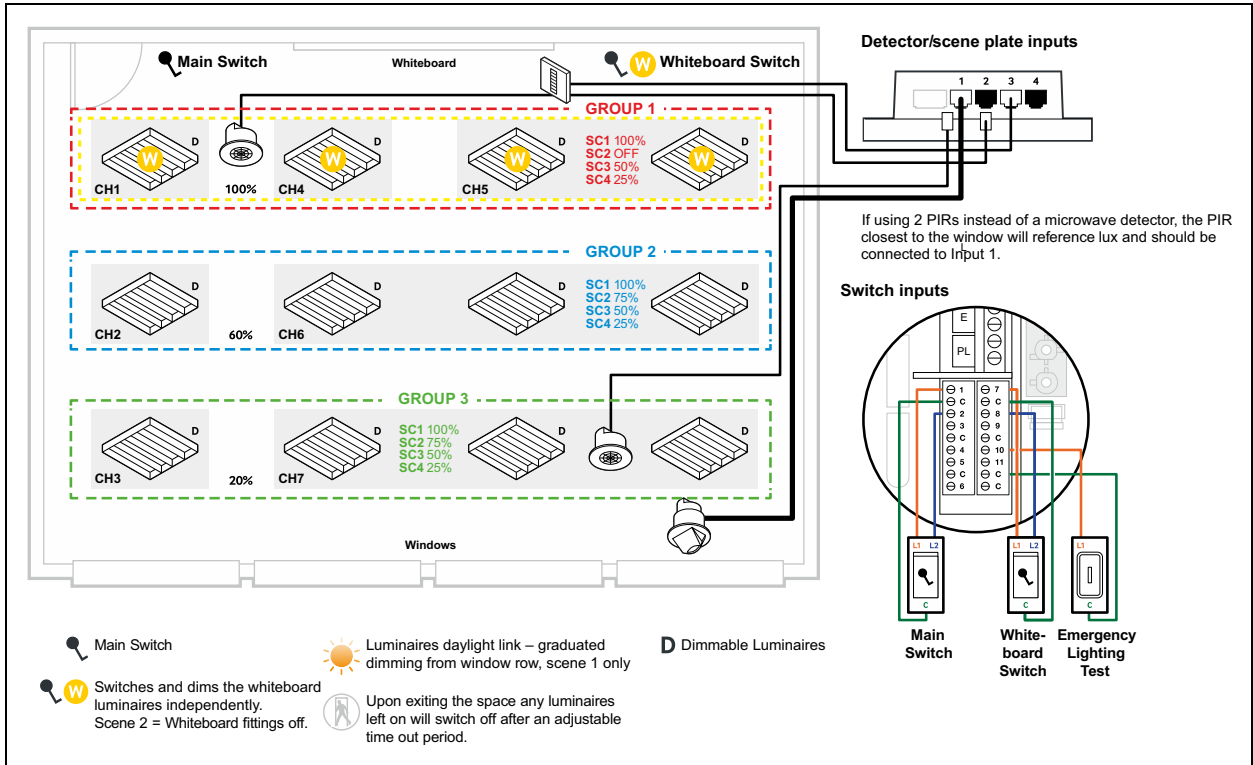 Main Switch
Whiteboard
W Whiteboard Switch
GROUP 1
W D
CH1
100%
W D
CH4
W
CH5
SC1 100%
SC2 OFF
SC3 50%
SC4 25%
W D
GROUP 2
D
CH2
60%
D
CH6
SC1 100%
SC2 75%
SC3 50%
SC4 25%
D
GROUP 3
D
CH3
20%
D
CH7
SC1 100%
SC2 75%
SC3 50%
SC4 25%
D
D
Windows
Detector/scene plate inputs
1 2 3 4
If using 2 PIRs instead of a microwave detector, the PIR
closest to the window will reference lux and should be
connected to Input 1.
Switch inputs
E
PL
1 7
C C
2 8
3 9
C C
4 10
5 11
C C
6 C
L1 L2
C
L1 L2
C
L1
C
Main
Switch
White-
board
Switch
Emergency
Lighting
Test
Main Switch
W Switches and dims the whiteboard
luminaires independently.
Scene 2 = Whiteboard fittings off.
Luminaires daylight link – graduated
dimming from window row, scene 1 only
Upon exiting the space any luminaires
left on will switch off after an adjustable
time out period.
D Dimmable Luminaires